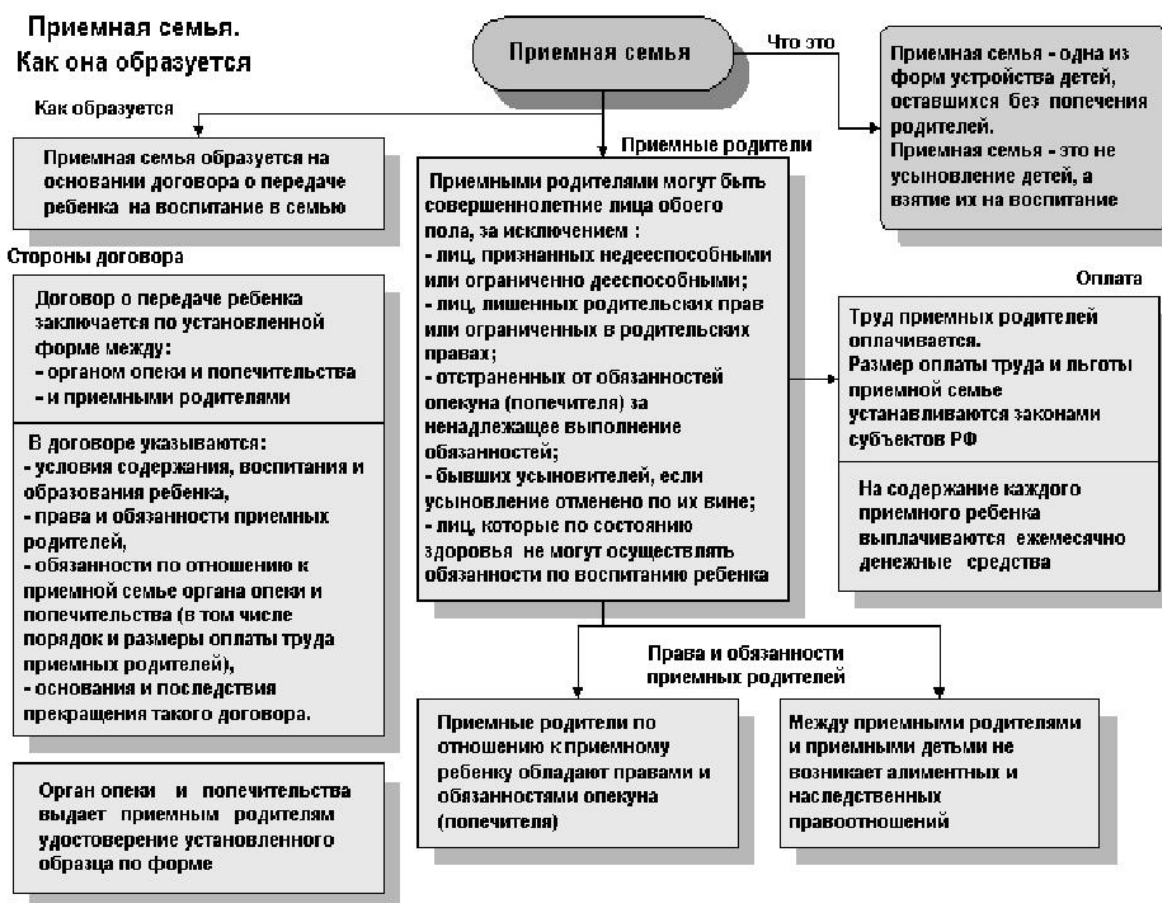 Приемная семья.
Как она образуется
Приемная семья
Что это
Приемная семья - одна из
форм устройства детей,
оставшихся без попечения
родителей.
Приемная семья - это не
усыновление детей, а
взятие их на воспитание
Как образуется
Приемная семья образуется на
основании договора о передаче
ребенка на воспитание в семью
Стороны договора
Договор о передаче ребенка
заключается по установленной
форме между:
- органом опеки и попечительства
- и приемными родителями
В договоре указываются:
- условия содержания, воспитания и
образования ребенка,
- права и обязанности приемных
родителей,
- обязанности по отношению к
приемной семье органа опеки и
попечительства (в том числе
порядок и размеры оплаты труда
приемных родителей),
- основания и последствия
прекращения такого договора.
Орган опеки и попечительства
выдает приемным родителям
удостоверение установленного
образца по форме
Приемные родители
Приемными родителями могут быть
совершеннолетние лица обоего
пола, за исключением :
- лиц, признанных недееспособными
или ограниченно дееспособными;
- лиц, лишенных родительских прав
или ограниченных в родительских
правах;
- отстраненных от обязанностей
опекуна (попечителя) за
ненадлежащее выполнение
обязанностей;
- бывших усыновителей, если
усыновление отменено по их вине;
- лиц, которые по состоянию
здоровья не могут осуществлять
обязанности по воспитанию ребенка
Оплата
Труд приемных родителей
оплачивается.
Размер оплаты труда и льготы
приемной семье
устанавливаются законами
субъектов РФ
На содержание каждого
приемного ребенка
выплачиваются ежемесячно
денежные средства
Права и обязанности
приемных родителей
Приемные родители по
отношению к приемному
ребенку обладают правами и
обязанностями опекуна
(попечителя)
Между приемными родителями
и приемными детьми не
возникает алиментных и
наследственных
правоотношений